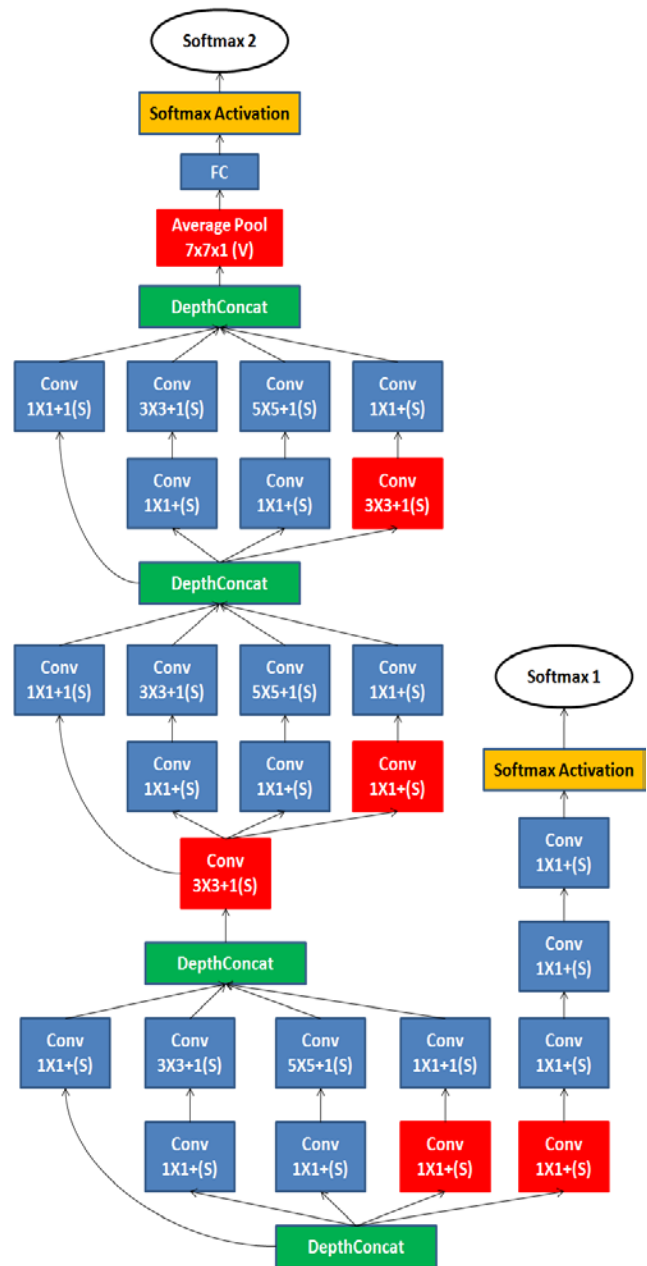 Softmax 2
Softmax Activation
FC
Average Pool
7x7x1 (V)
DepthConcat
Conv
1X1+1(S)
Conv
3X3+1(S)
Conv
5X5+1(S)
Conv
1X1+(S)
Conv
1X1+(S)
Conv
1X1+(S)
Conv
3X3+1(S)
DepthConcat
Conv
1X1+1(S)
Conv
3X3+1(S)
Conv
5X5+1(S)
Conv
1X1+(S)
Softmax 1
Conv
1X1+(S)
Conv
1X1+(S)
Conv
1X1+(S)
Softmax Activation
Conv
3X3+1(S)
Conv
1X1+(S)
DepthConcat
Conv
1X1+(S)
Conv
1X1+(S)
Conv
3X3+1(S)
Conv
5X5+1(S)
Conv
1X1+1(S)
Conv
1X1+(S)
Conv
1X1+(S)
Conv
1X1+(S)
Conv
1X1+(S)
Conv
1X1+(S)
DepthConcat